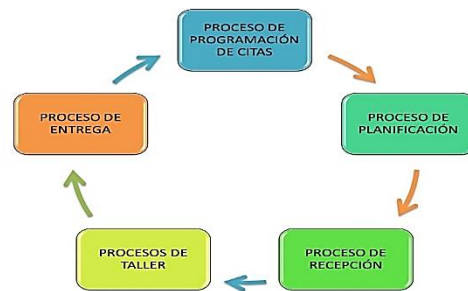 PROCESO DE
PROGRAMACIÓN
DE CITAS
PROCESO DE
PLANIFICACIÓN
PROCESO DE
RECEPCIÓN
PROCESOS DE
TALLER
PROCESO DE
ENTREGA